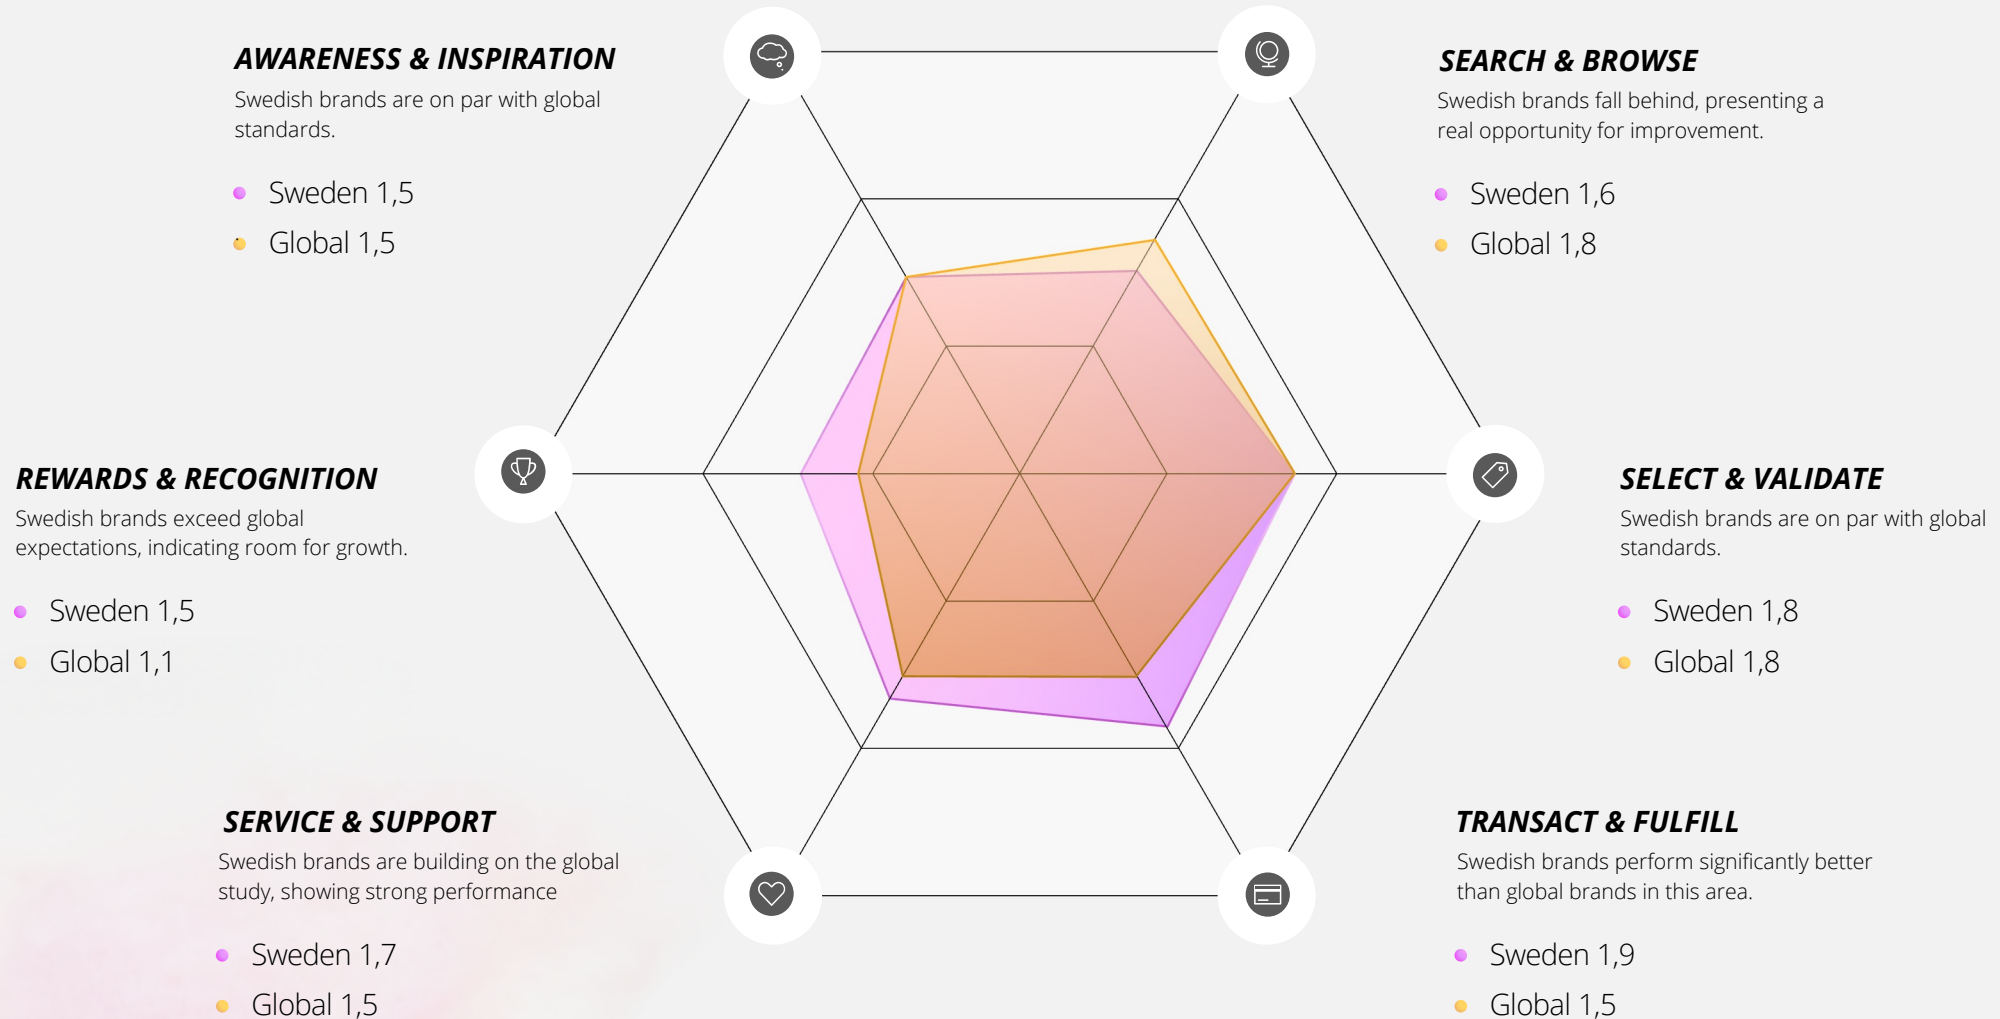 AWARENESS & INSPIRATION
Swedish brands are on par with global
standards.
Sweden 1,5
Global 1,5
SEARCH & BROWSE
Swedish brands fall behind, presenting a
real opportunity for improvement.
Sweden 1,6
Global 1,8
REWARDS & RECOGNITION
Swedish brands exceed global
expectations, indicating room for growth.
Sweden 1,5
Global 1,1
SELECT & VALIDATE
Swedish brands are on par with global
standards.
Sweden 1,8
Global 1,8
SERVICE & SUPPORT
Swedish brands are building on the global
study, showing strong performance
Sweden 1,7
Global 1,5
TRANSACT & FULFILL
Swedish brands perform significantly better
than global brands in this area.
Sweden 1,9
Global 1,5